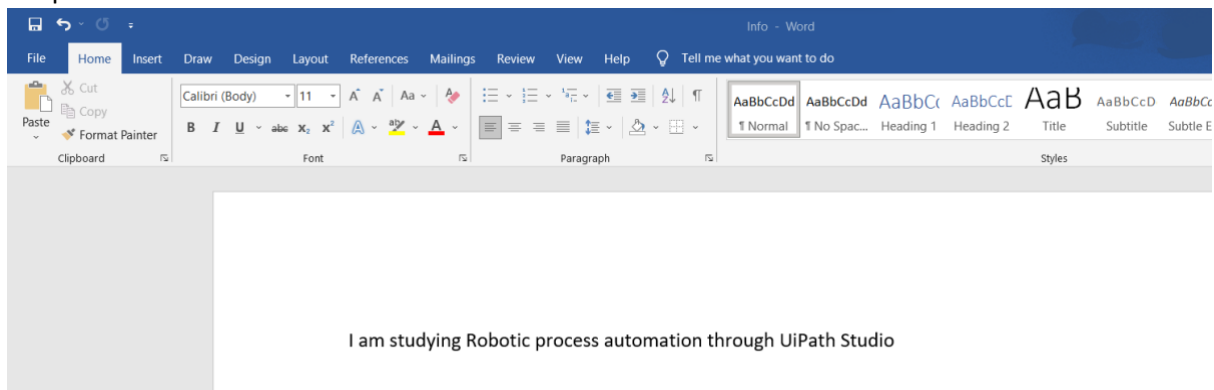 Info - Word
File Home Insert Draw Design Layout References Mailings Review View Help Tell me what you want to do
Cut
Copy
Paste
Format Painter
Clipboard
Calibri (Body) 11 A A Aa
B I U abc X₂ X² A aby A
Font
Paragraph
AaBbCcDd AaBbCcDd AaBbC AaBbCcC AaB AaBbCcD AaBbCc
¶ Normal ¶ No Spac... Heading 1 Heading 2 Title Subtitle Subtle E
Styles
I am studying Robotic process automation through UiPath Studio